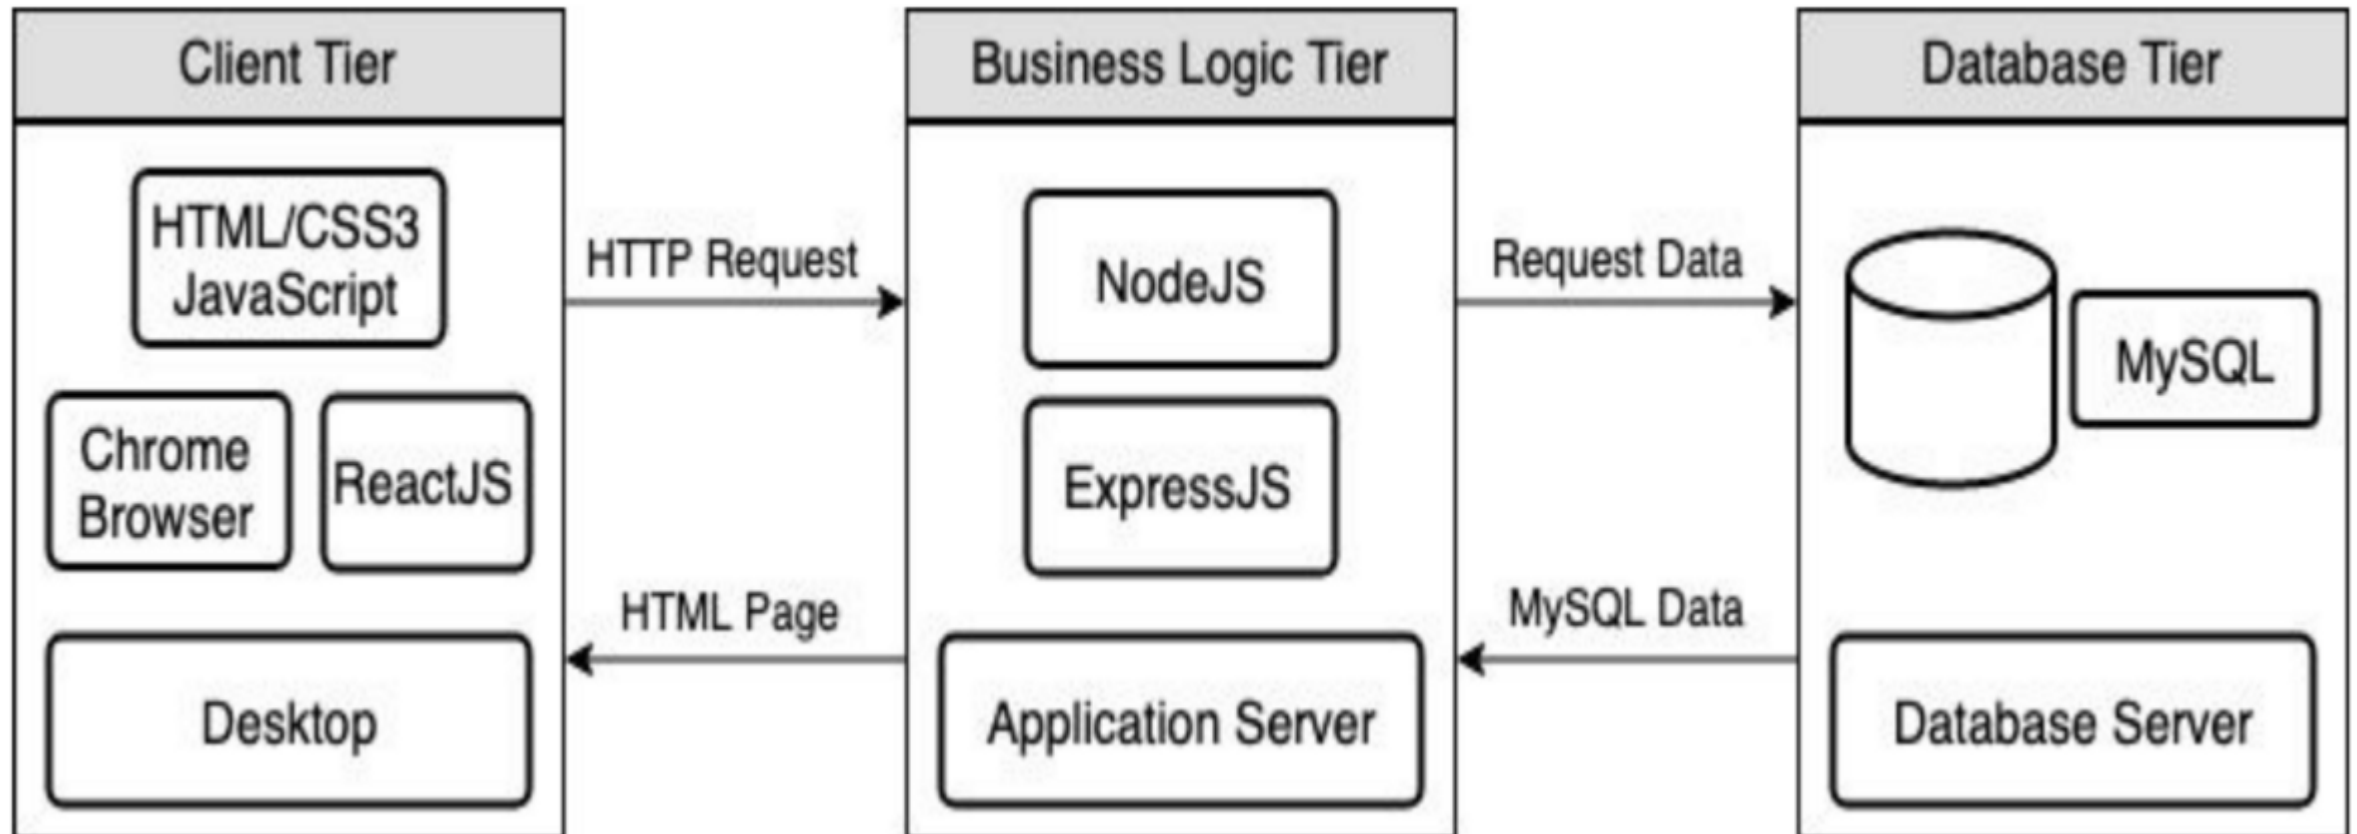 Client Tier
HTML/CSS3
JavaScript
Chrome
Browser
ReactJS
Desktop
HTTP Request
HTML Page
Business Logic Tier
NodeJS
ExpressJS
Application Server
Request Data
MySQL Data
Database Tier
MySQL
Database Server